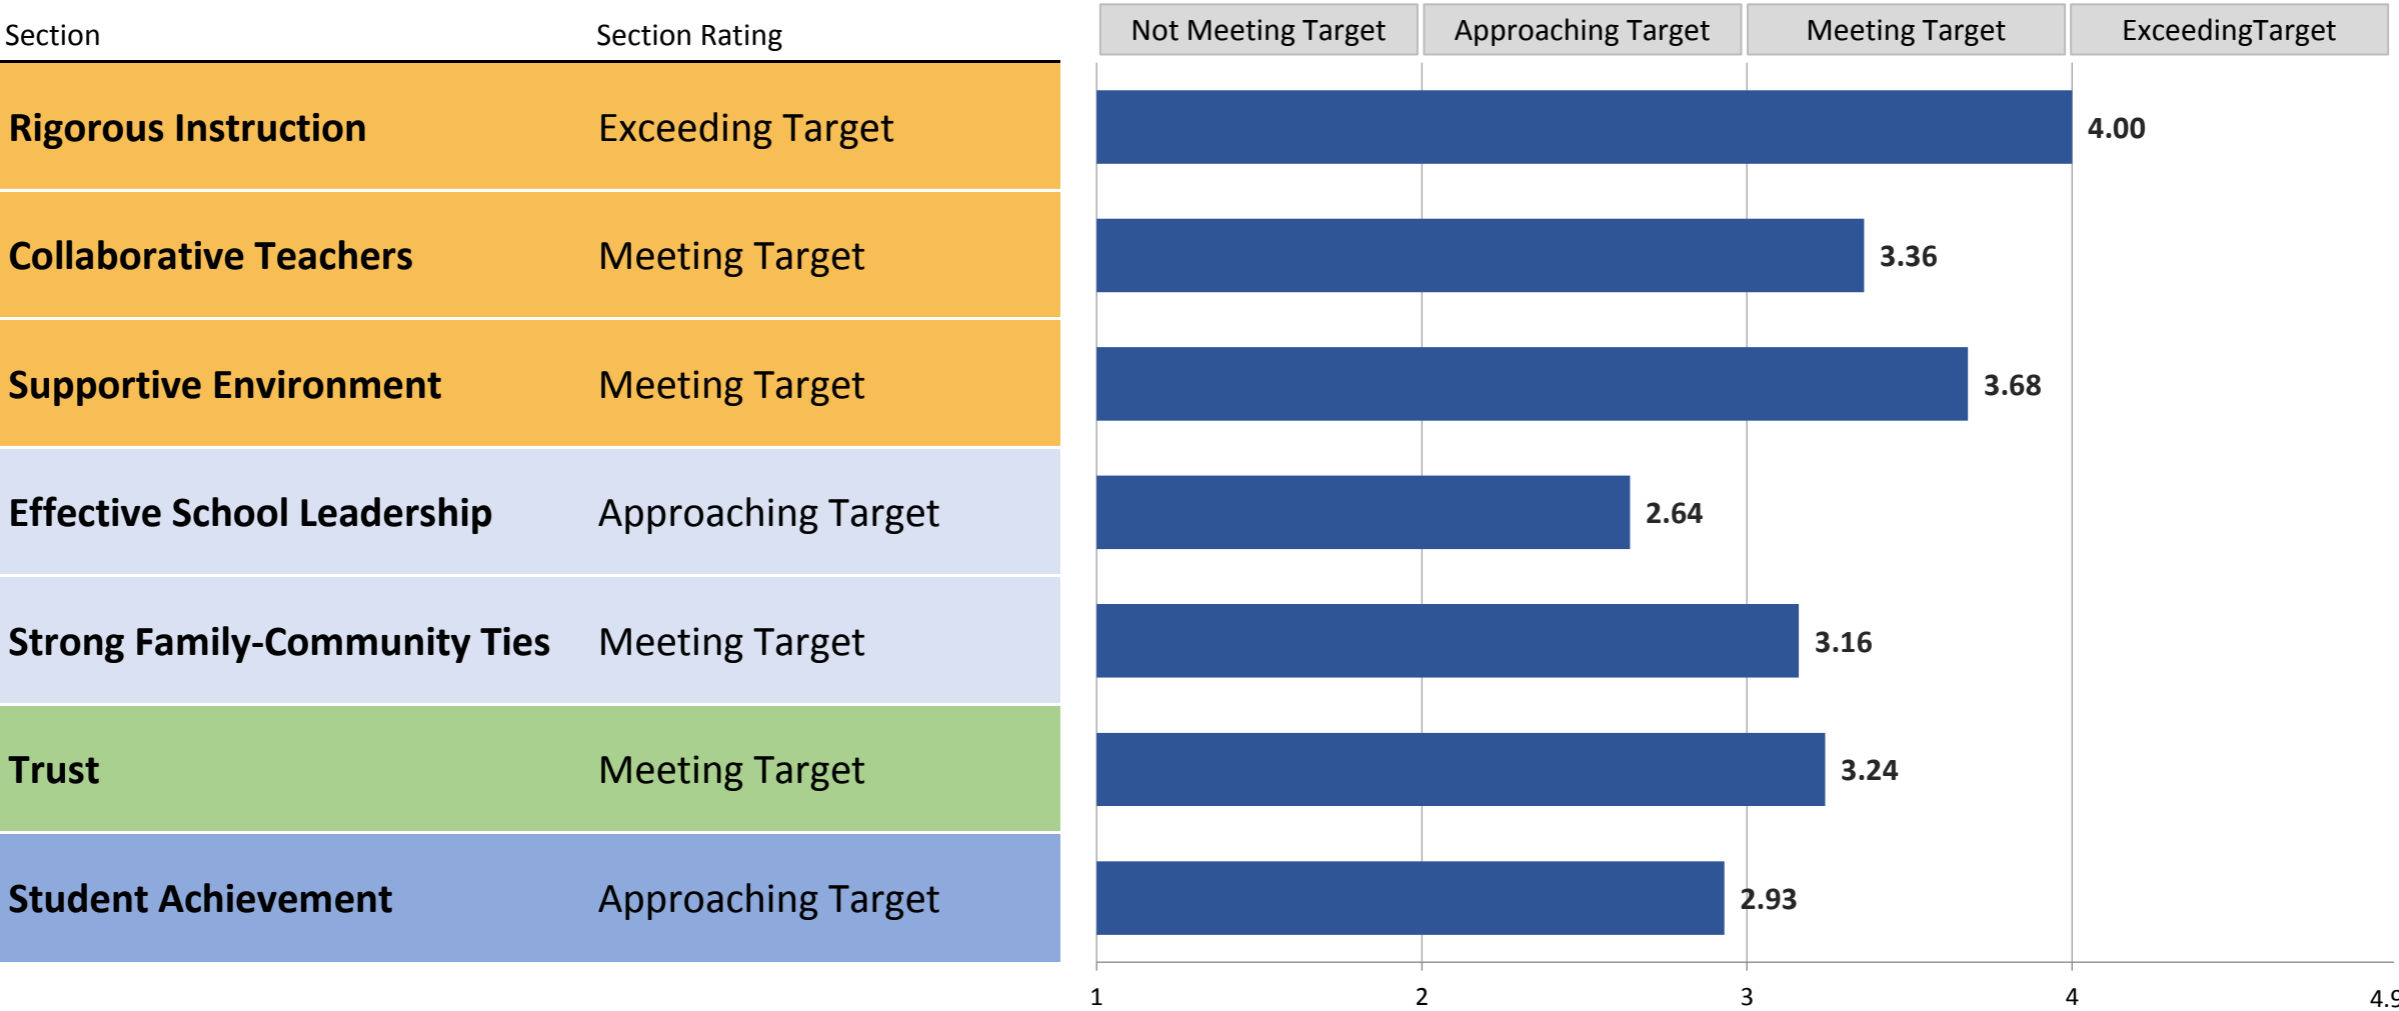 Section Section Rating Not Meeting Target Approaching Target Meeting Target ExceedingTarget
Rigorous Instruction Exceeding Target 4.00
Collaborative Teachers Meeting Target 3.36
Supportive Environment Meeting Target 3.68
Effective School Leadership Approaching Target 2.64
Strong Family-Community Ties Meeting Target 3.16
Trust Meeting Target 3.24
Student Achievement Approaching Target 2.93
1 2 3 4 4.9